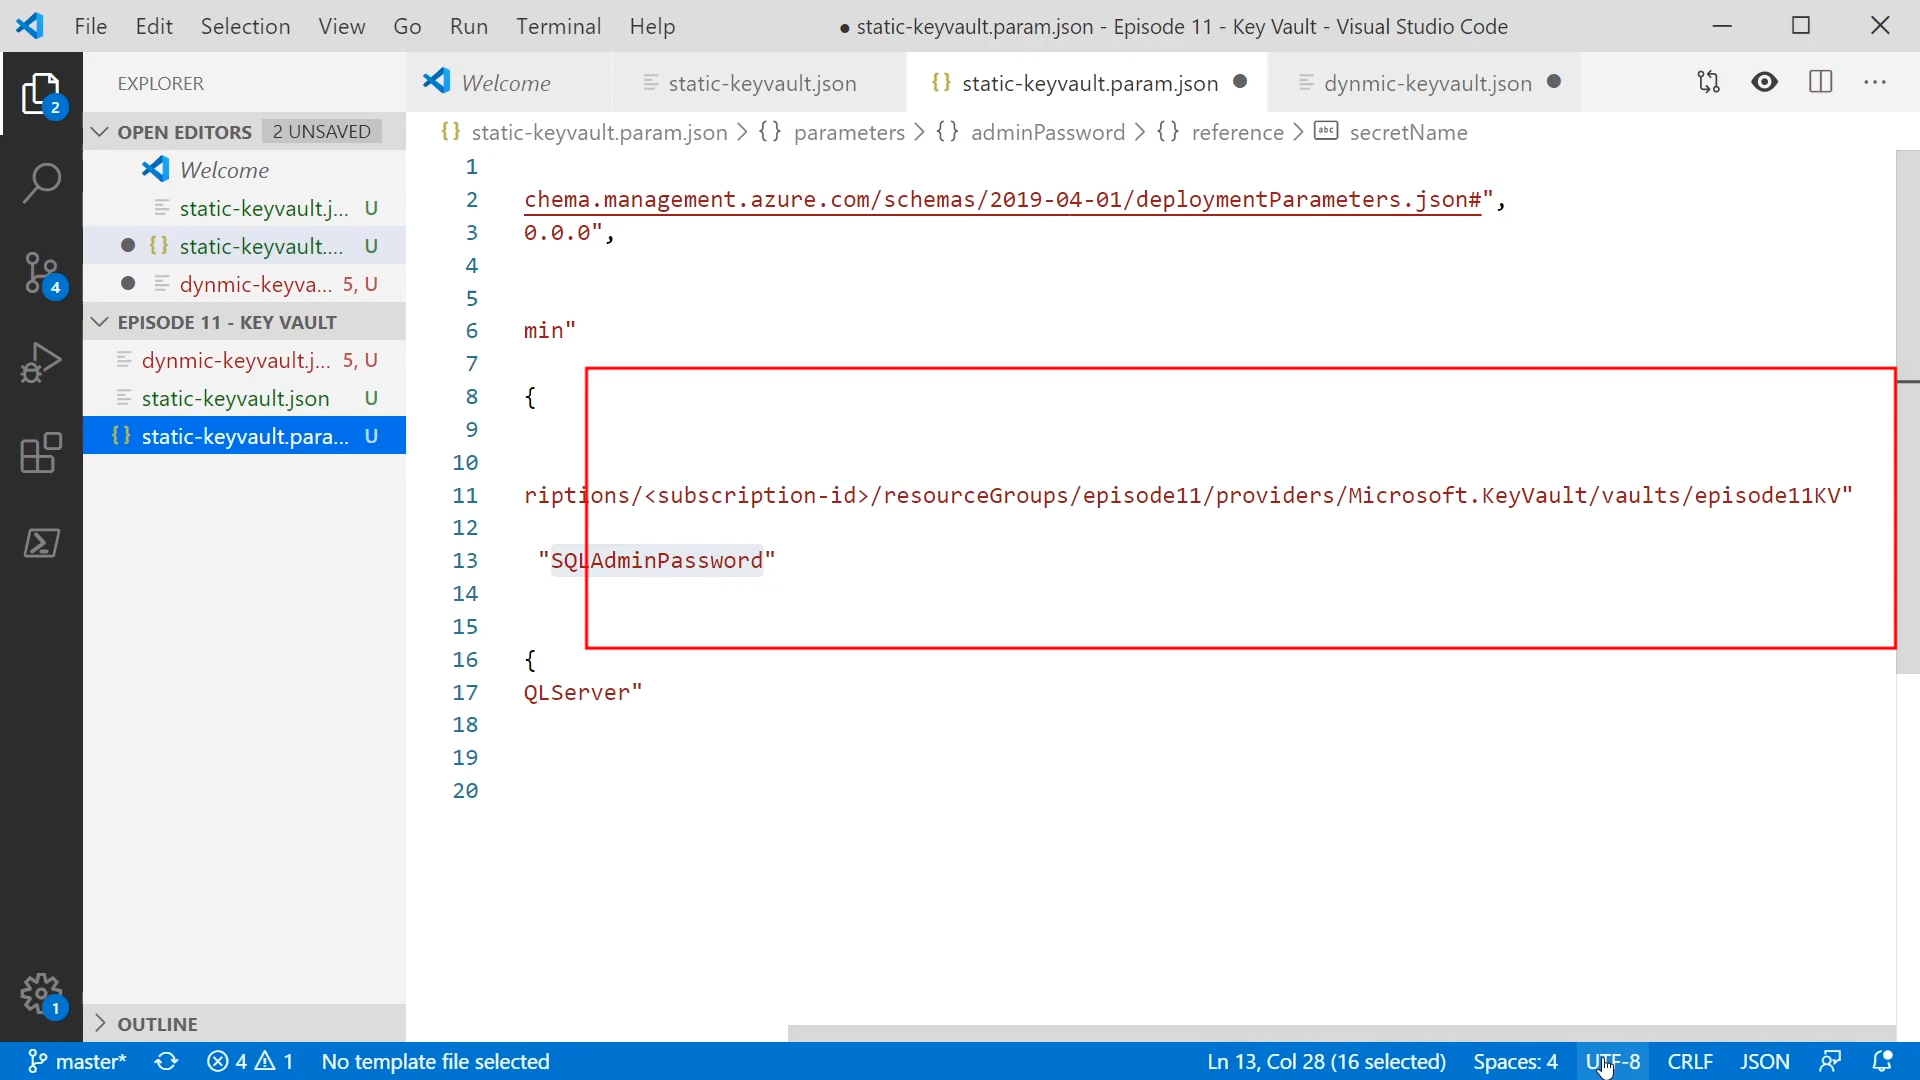 File Edit Selection View Go Run Terminal Help
● static-keyvault.param.json - Episode 11 - Key Vault - Visual Studio Code
EXPLORER
Welcome
static-keyvault.json
{} static-keyvault.param.json ●
dynmic-keyvault.json ●
2
OPEN EDITORS 2 UNSAVED
{} static-keyvault.param.json > {} parameters > {} adminPassword > {} reference > abc secretName
Welcome
static-keyvault.j... U
● {} static-keyvault.... U
● dynmic-keyva... 5, U
4
EPISODE 11 - KEY VAULT
dynmic-keyvault.j... 5, U
static-keyvault.json U
{} static-keyvault.para... U
1
2 chema.management.azure.com/schemas/2019-04-01/deploymentParameters.json#",
3 0.0.0",
4
5
6 min"
7
8 {
9
10
11 riptions/<subscription-id>/resourceGroups/episode11/providers/Microsoft.KeyVault/vaults/episode11KV"
12
13 "SQLAdminPassword"
14
15
16 {
17 QLServer"
18
19
20
1
OUTLINE
master* 4 1 No template file selected
Ln 13, Col 28 (16 selected) Spaces: 4 UTF-8 CRLF JSON